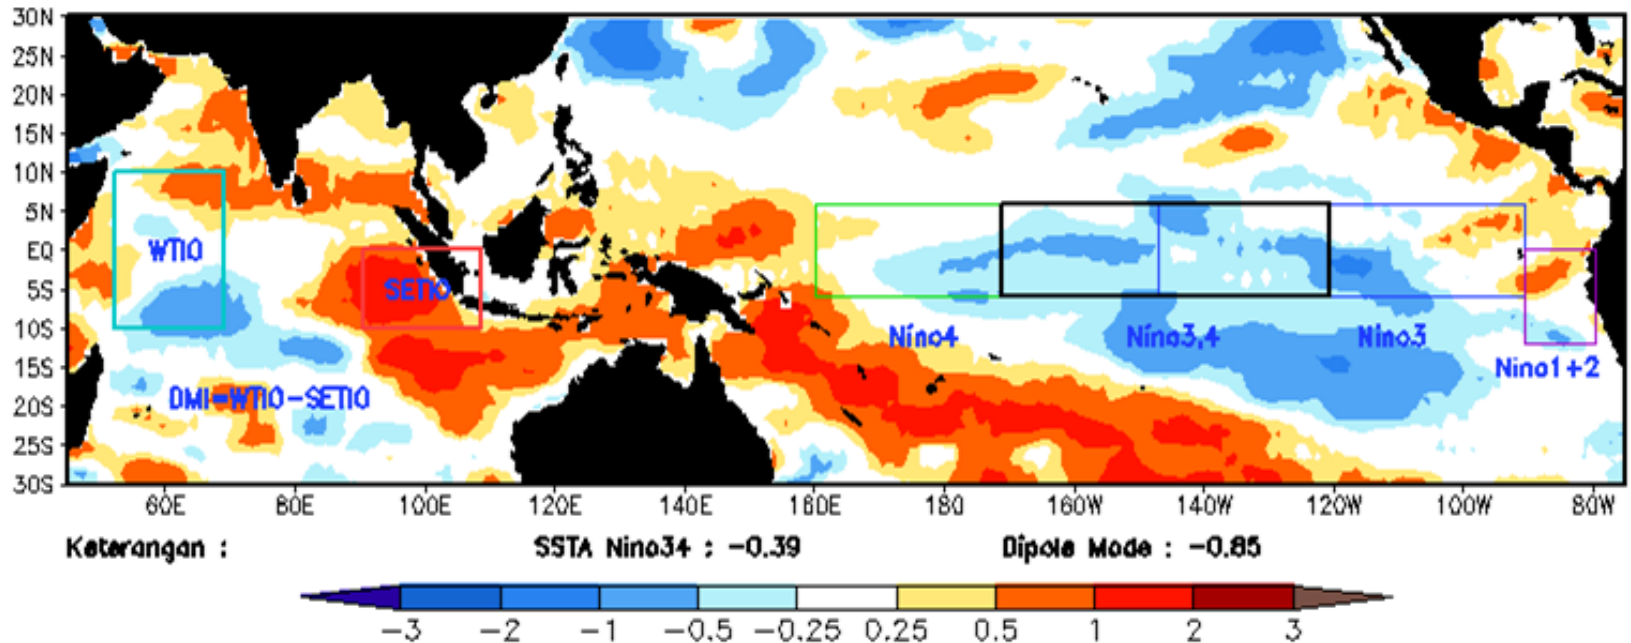 30N
25N
20N
15N
10N
5N
EQ
5S
10S
15S
20S
25S
30S
WTIO
SETIO
Nino4
Nino3,4
Nino3
Nino1+2
DMI=WTIO-SETIO
60E 80E 100E 120E 140E 160E 180 160W 140W 120W 100W 80W
Keterangan : SSTA Nino34 : -0.39 Dipole Mode : -0.85
-3 -2 -1 -0.5 -0.25 0.25 0.5 1 2 3